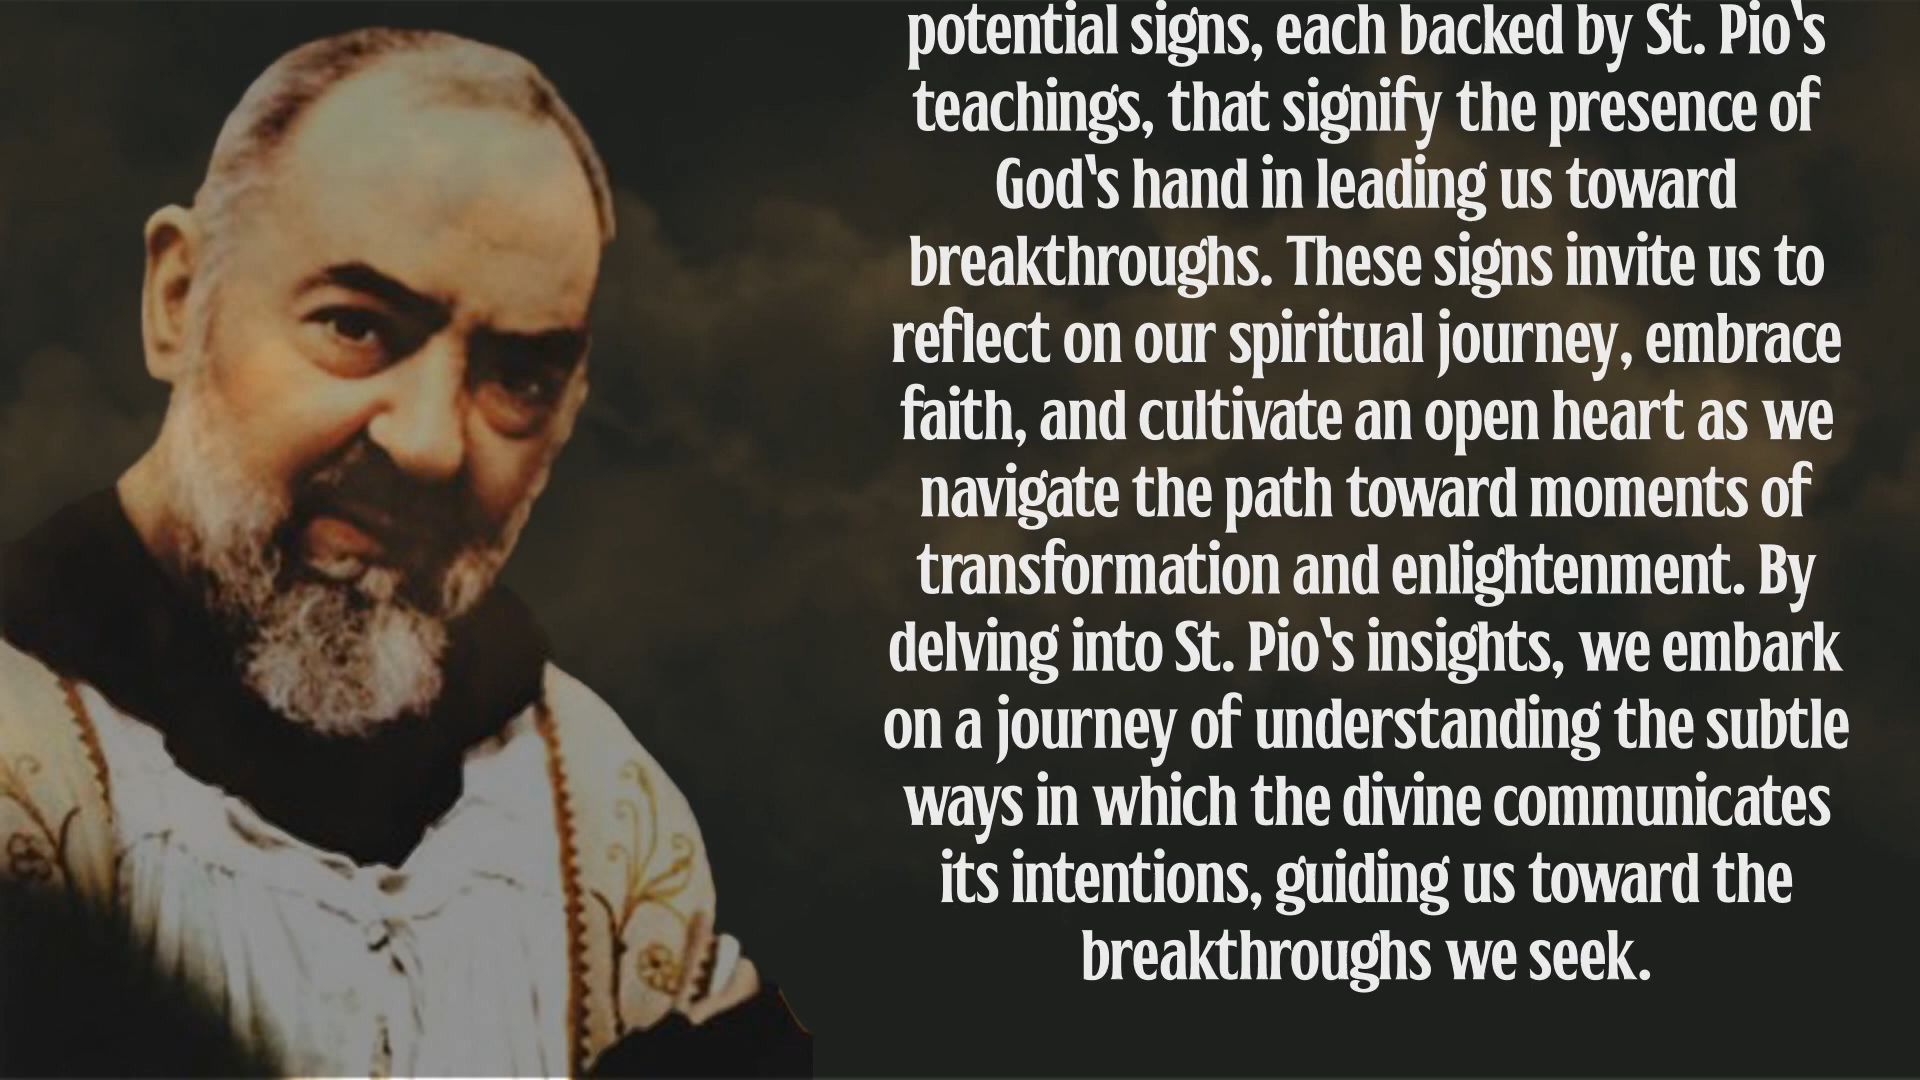 potential signs, each backed by St. Pio's
teachings, that signify the presence of
God's hand in leading us toward
breakthroughs. These signs invite us to
reflect on our spiritual journey, embrace
faith, and cultivate an open heart as we
navigate the path toward moments of
transformation and enlightenment. By
delving into St. Pio's insights, we embark
on a journey of understanding the subtle
ways in which the divine communicates
its intentions, guiding us toward the
breakthroughs we seek.